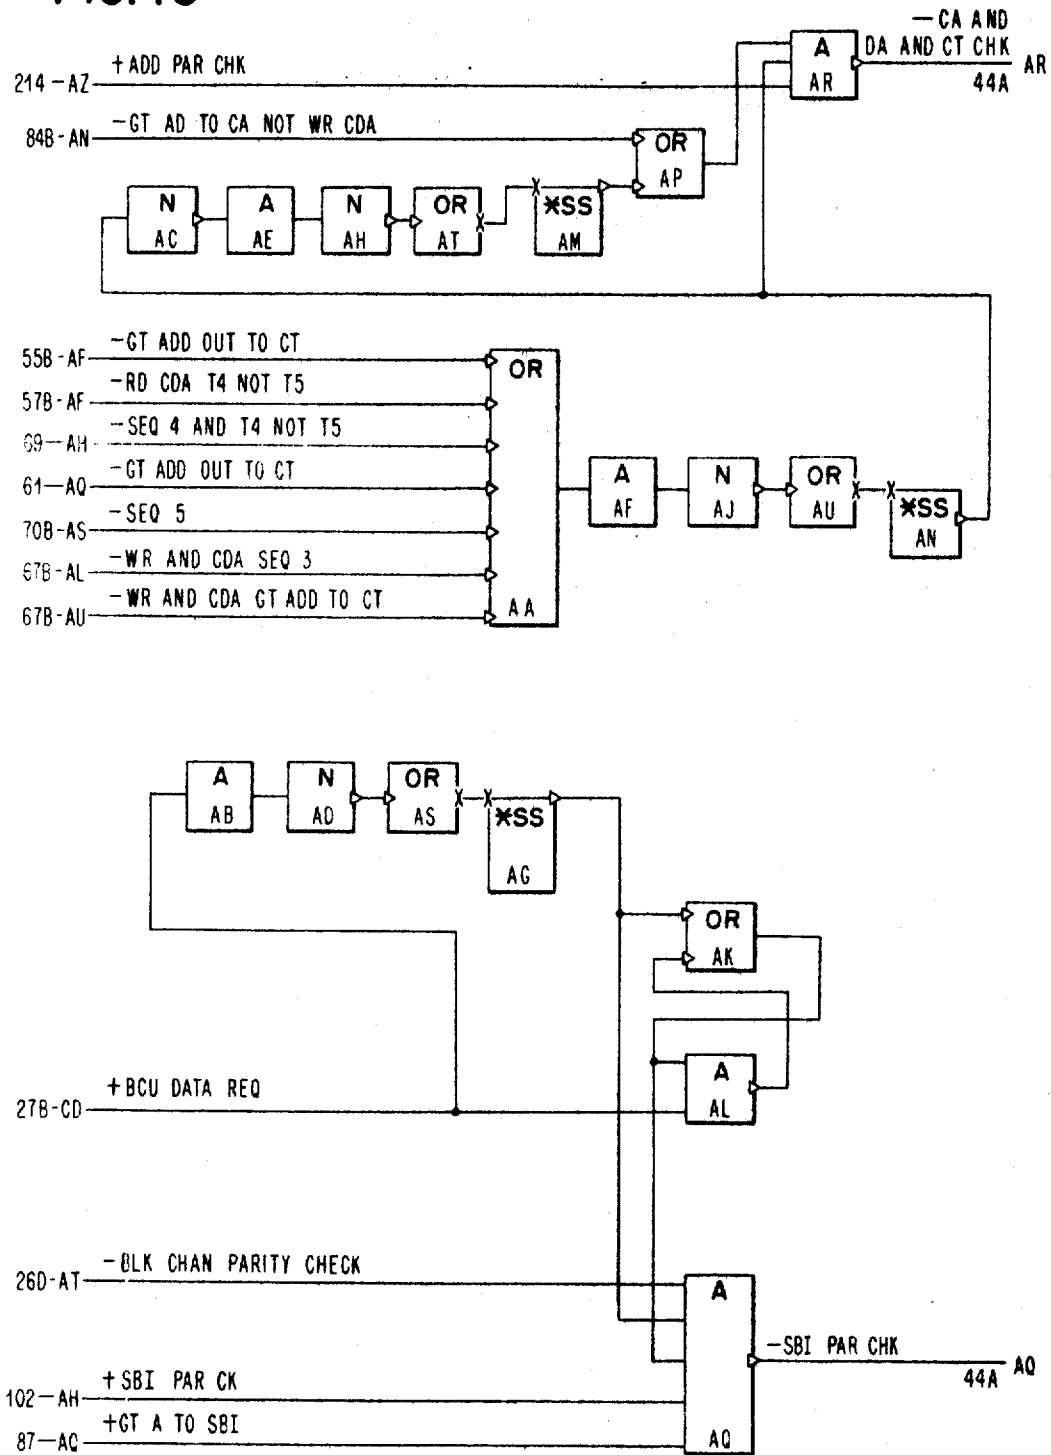 -CA AND
DA AND CT CHK
AR
44A
+ADD PAR CHK
214-AZ
A
AR
-GT AD TO CA NOT WR CDA
84B-AN
OR
AP
N
AC
A
AE
N
AH
OR
AT
*SS
AM
-GT ADD OUT TO CT
55B-AF
-RD CDA T4 NOT T5
57B-AF
-SEQ 4 AND T4 NOT T5
69-AH
-GT ADD OUT TO CT
61-AQ
-SEQ 5
70B-AS
-WR AND CDA SEQ 3
67B-AL
-WR AND CDA GT ADD TO CT
67B-AU
OR
AA
A
AF
N
AJ
OR
AU
*SS
AN
A
AB
N
AD
OR
AS
*SS
AG
OR
AK
+BCU DATA REQ
27B-CD
A
AL
-BLK CHAN PARITY CHECK
26D-AT
A
-SBI PAR CHK
AQ
44A
+SBI PAR CK
102-AH
+GT A TO SBI
87-AQ
AQ